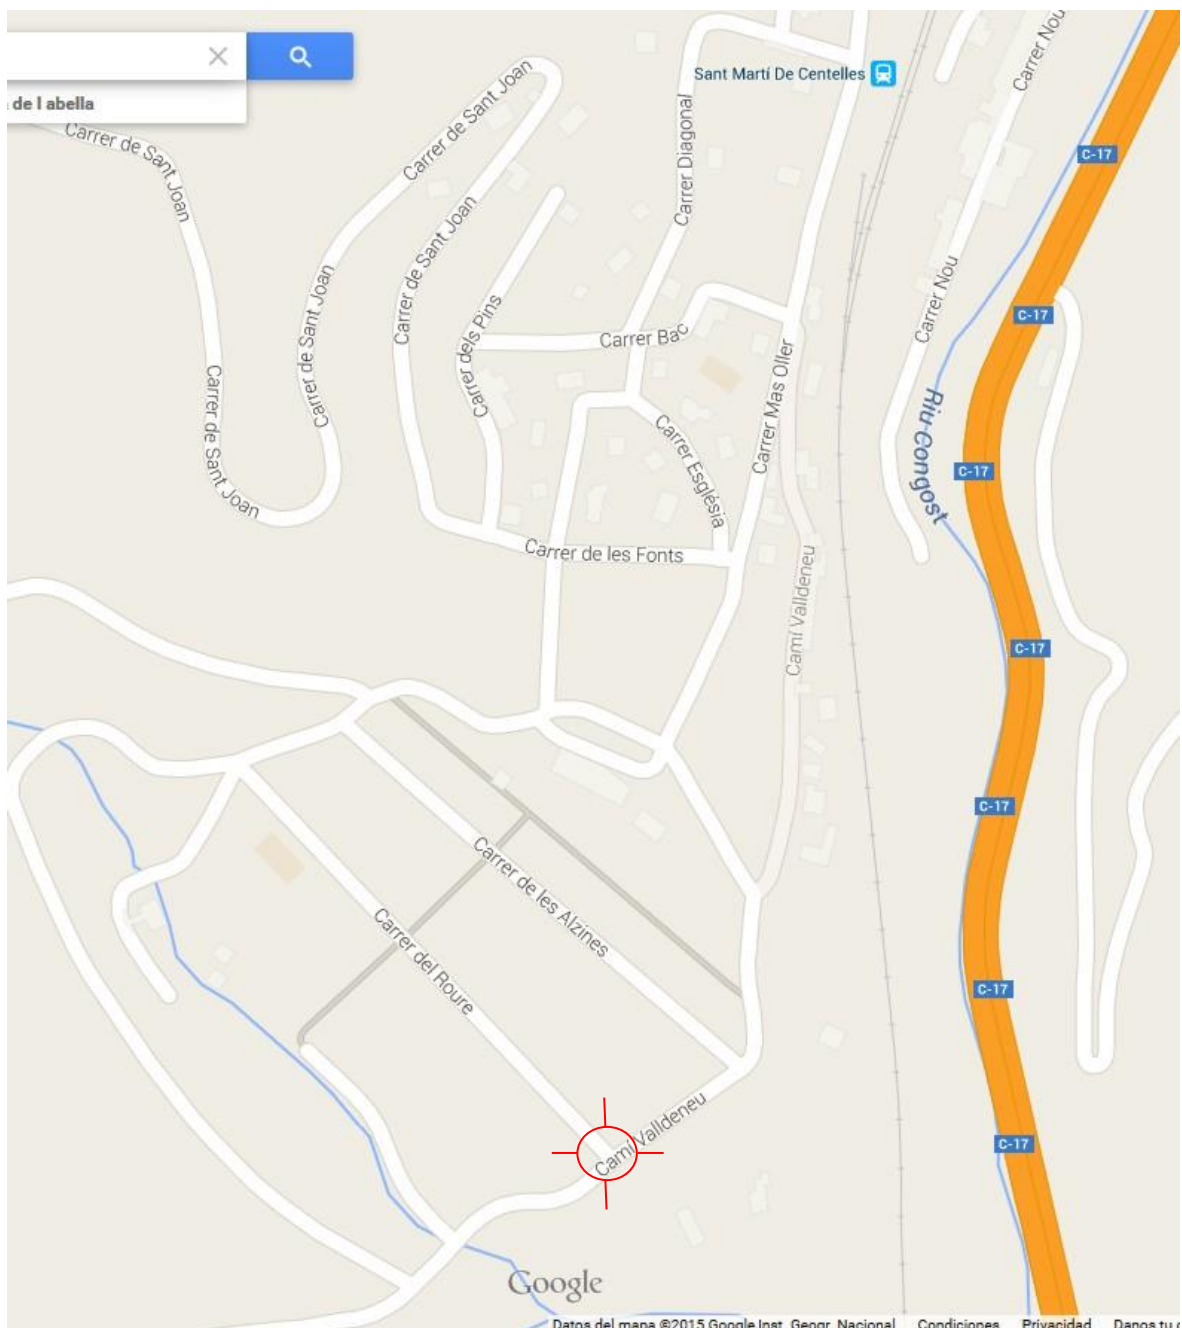 Carrer Nou
Sant Martí De Centelles
de l abella
Carrer de Sant Joan
Carrer de Sant Joan
Carrer Diagonal
C-17
Carrer de Sant Joan
Carrer de Sant Joan
Carrer Nou
C-17
Carrer dels Pins
Carrer Bac
Carrer Mas Oller
Carrer de Sant Joan
Riu Congost
Carrer Església
C-17
Carrer de les Fonts
Camí Valldeneu
C-17
C-17
Carrer de les Alzines
Carrer del Roure
C-17
Camí Valldeneu
C-17
Google
Datos del mapa ©2015 Google Inst. Geogr. Nacional Condiciones Privacidad Danos tu